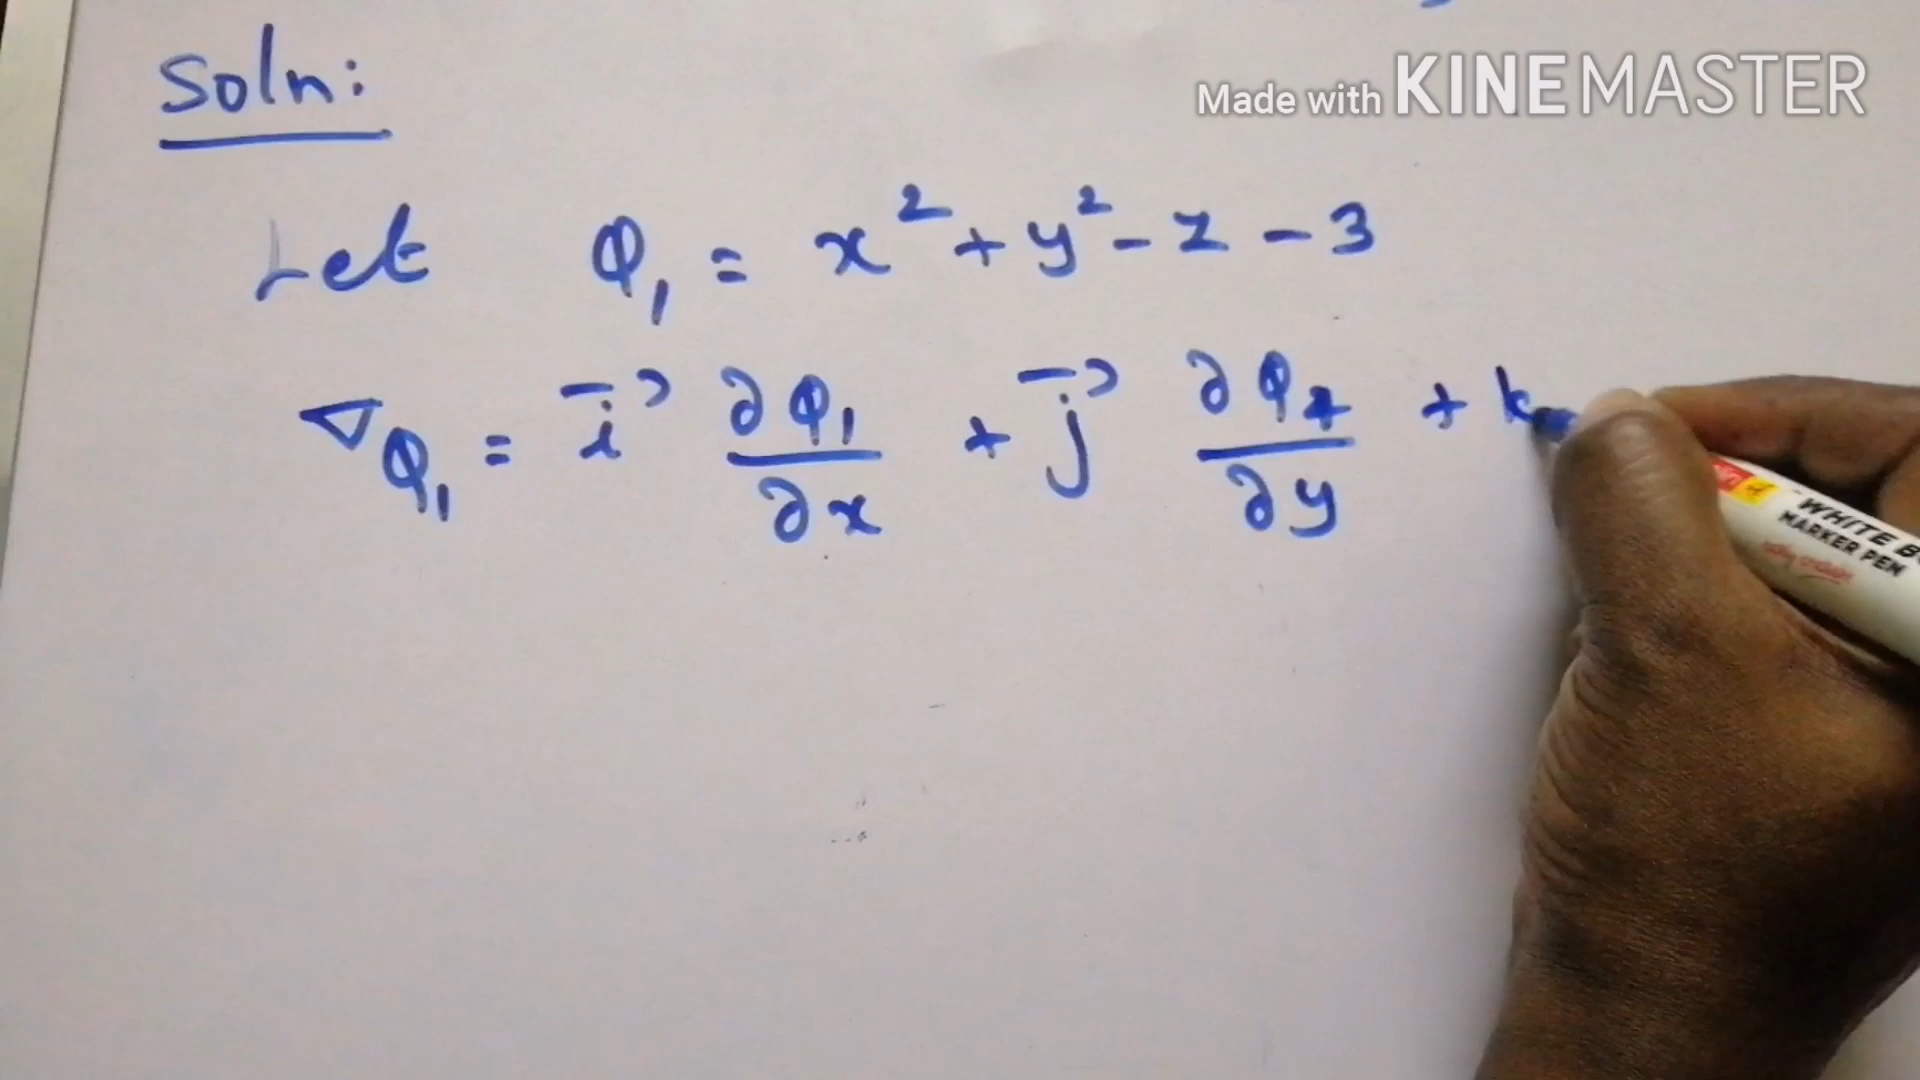 Made with KINEMASTER
Soln:
Let φ₁ = x² + y² - z - 3
∇φ₁ = i⃗ ∂φ₁/∂x + j⃗ ∂φ₁/∂y + k
WHITE B
MARKER PEN